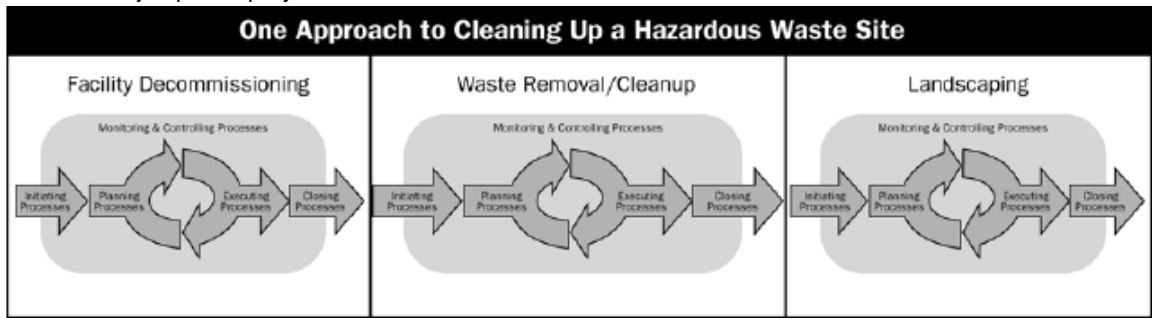 One Approach to Cleaning Up a Hazardous Waste Site
Facility Decommissioning
Monitoring & Controlling Processes
Initiating
Processes
Planning
Processes
Executing
Processes
Closing
Processes
Waste Removal/Cleanup
Monitoring & Controlling Processes
Initiating
Processes
Planning
Processes
Executing
Processes
Closing
Processes
Landscaping
Monitoring & Controlling Processes
Initiating
Processes
Planning
Processes
Executing
Processes
Closing
Processes